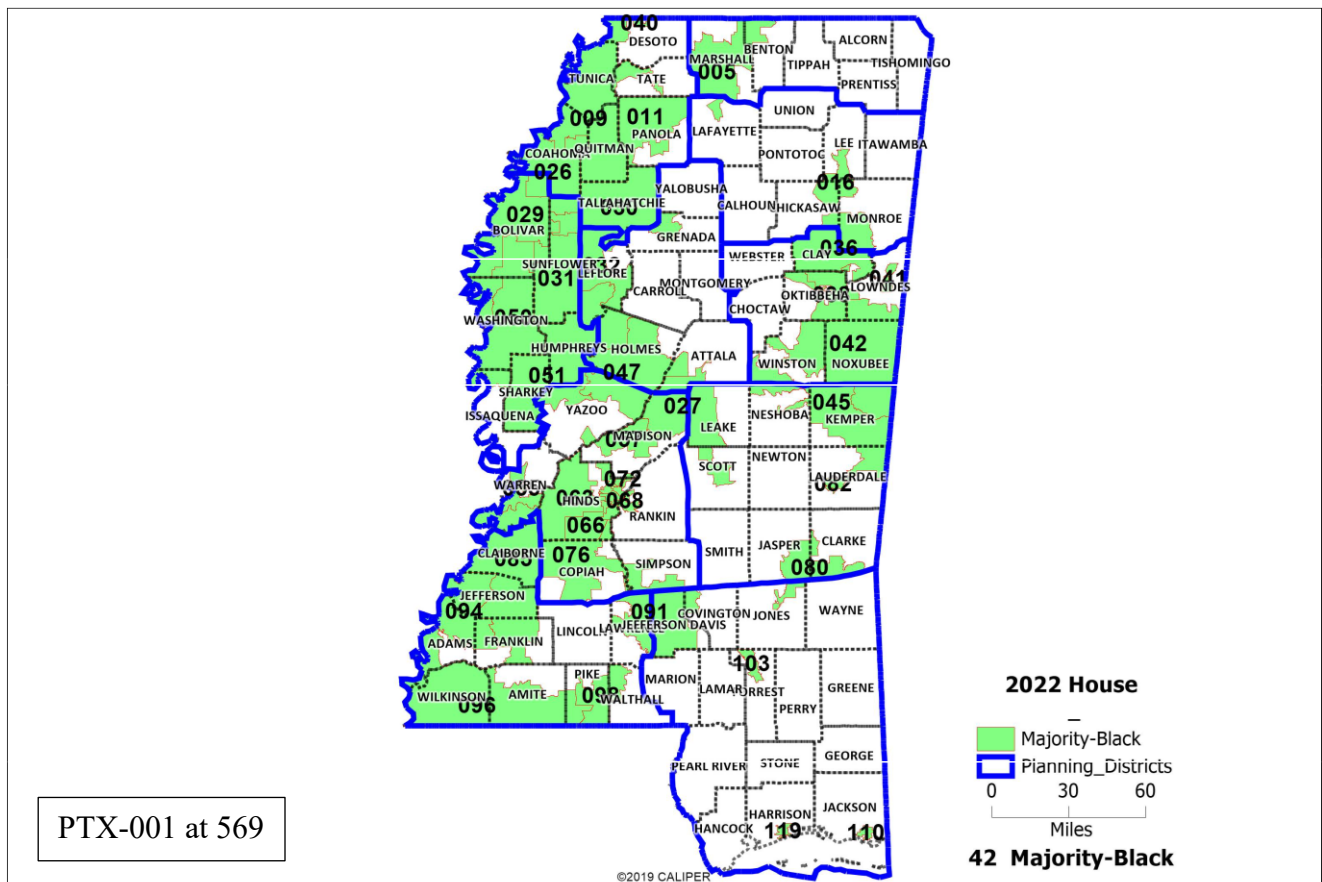 040
DESOTO
MARSHALL
BENTON
ALCORN
TIPPAH
TISHOMINGO
005
PRENTISS
TUNICA
TATE
009
011
PANOLA
LAFAYETTE
UNION
COAHOMA
QUITMAN
PONTOTOC
LEE
ITAWAMBA
026
016
YALOBUSHA
TALLAHATCHIE
CALHOUN
CHICKASAW
029
BOLIVAR
MONROE
GRENADA
036
WEBSTER
CLAY
SUNFLOWER
LEFLORE
031
MONTGOMERY
041
LOWNDES
OKTIBBEHA
CARROLL
CHOCTAW
WASHINGTON
HUMPHREYS
HOLMES
042
ATTALA
WINSTON
NOXUBEE
051
047
SHARKEY
027
045
ISSAQUENA
YAZOO
NESHOBA
KEMPER
LEAKE
MADISON
NEWTON
SCOTT
LAUDERDALE
072
082
WARREN
HINDS
068
RANKIN
066
CLAIBORNE
076
SMITH
JASPER
CLARKE
COPIAH
SIMPSON
080
JEFFERSON
094
091
COVINGTON
JONES
WAYNE
JEFFERSON DAVIS
ADAMS
FRANKLIN
LINCOLN
LAWRENCE
103
PIKE
MARION
LAMAR
FORREST
GREENE
WILKINSON
AMITE
098
WALTHALL
096
PERRY
2022 House
_
Majority-Black
Planning_Districts
GEORGE
PEARL RIVER
STONE
0 30 60
Miles
42 Majority-Black
HARRISON
JACKSON
HANCOCK
119
110
PTX-001 at 569
©2019 CALIPER